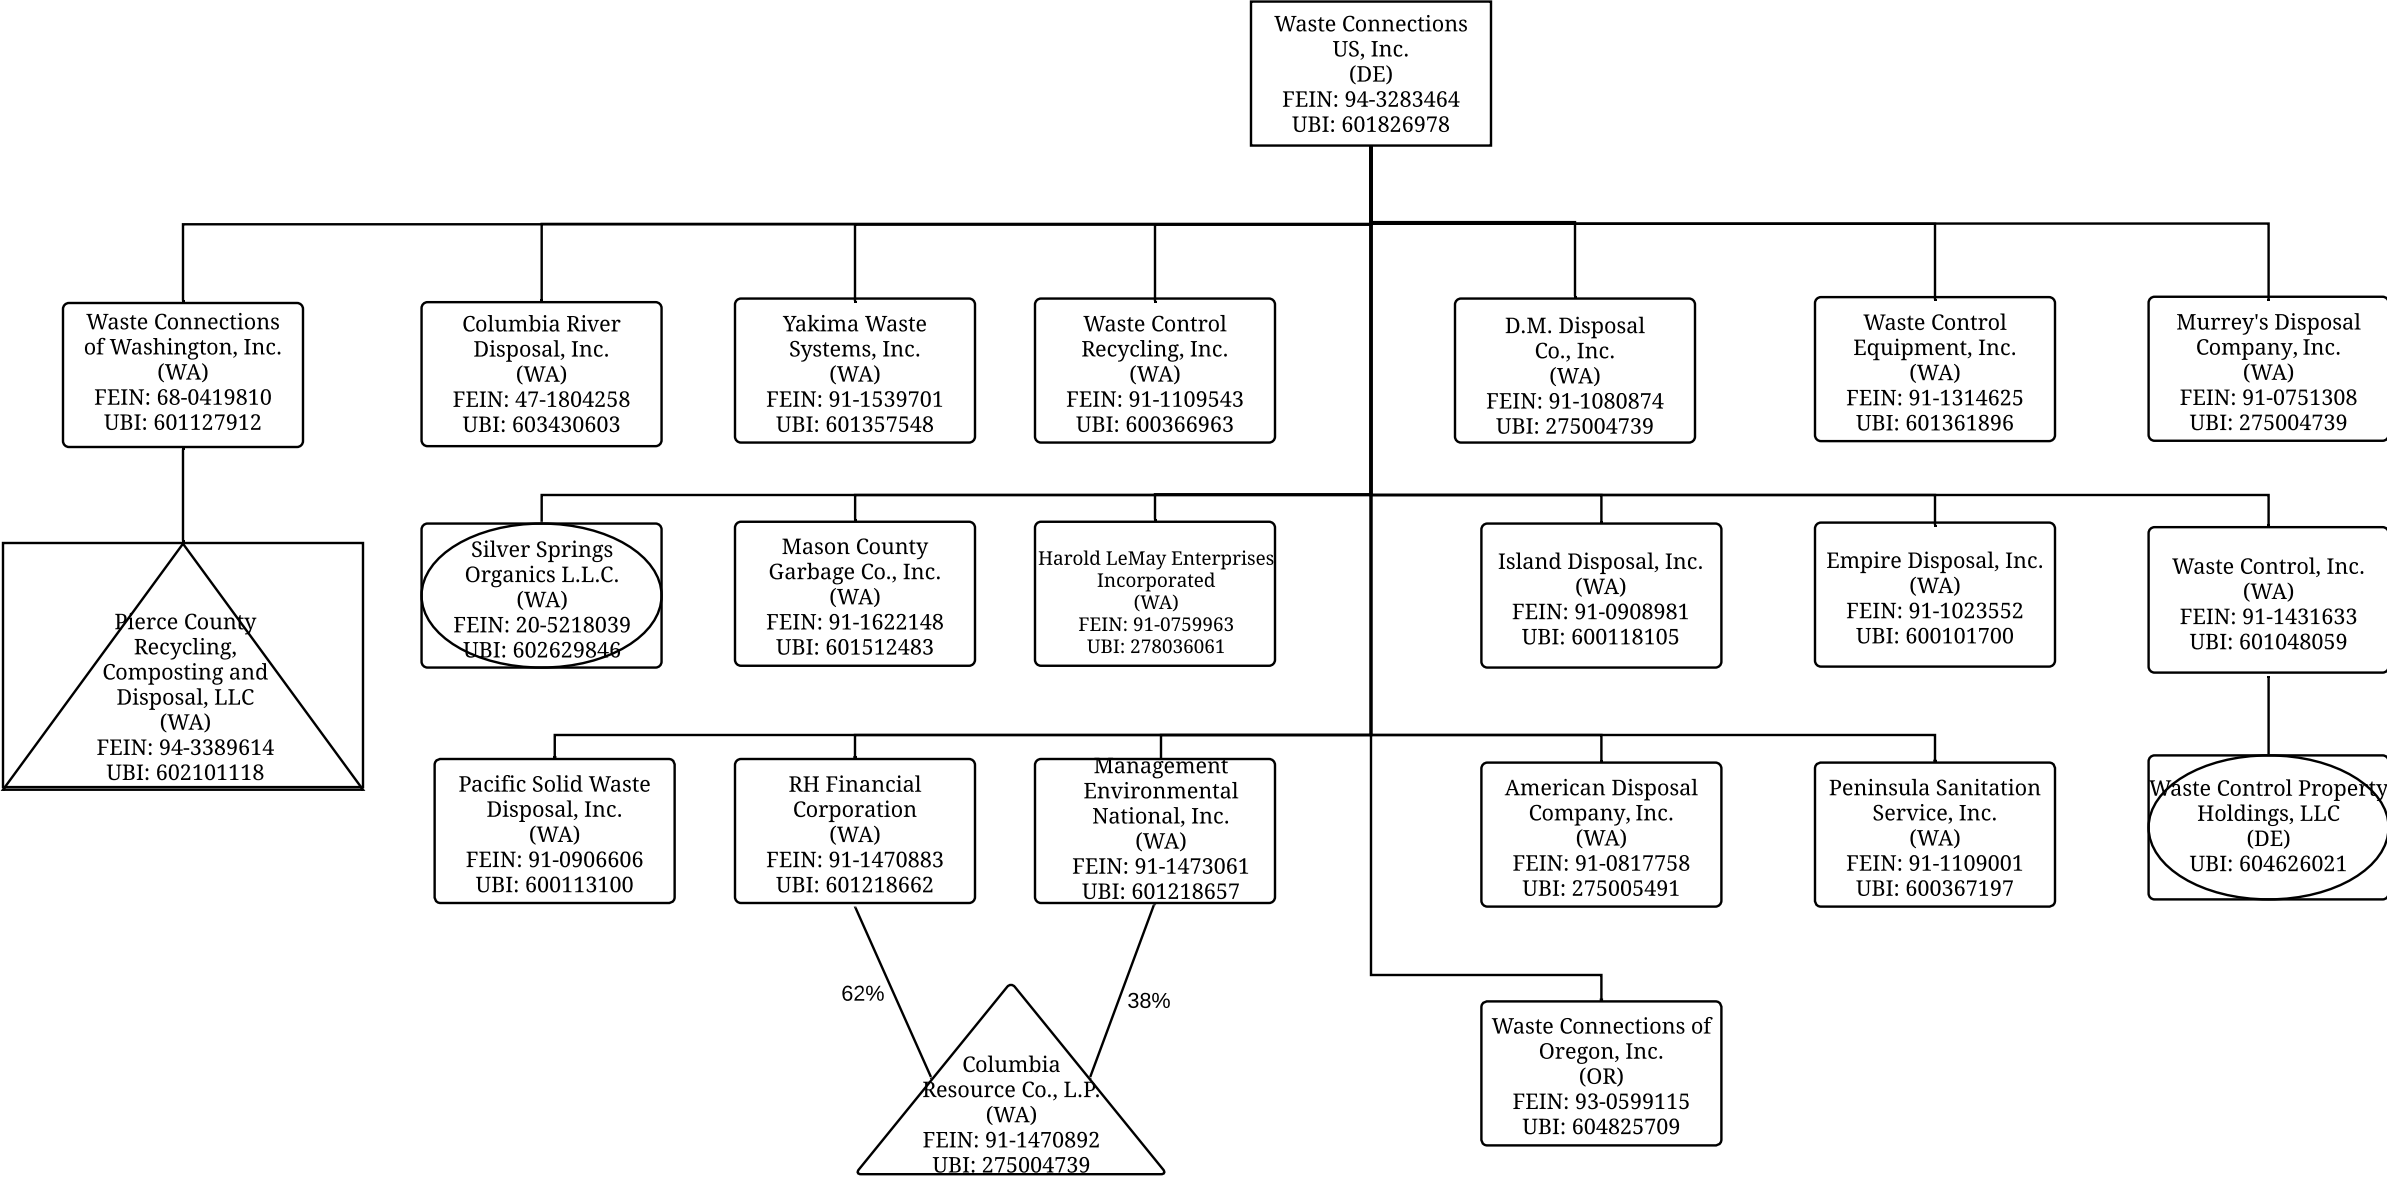 Waste Connections
US, Inc.
(DE)
FEIN: 94-3283464
UBI: 601826978
Waste Connections
of Washington, Inc.
(WA)
FEIN: 68-0419810
UBI: 601127912
Columbia River
Disposal, Inc.
(WA)
FEIN: 47-1804258
UBI: 603430603
Yakima Waste
Systems, Inc.
(WA)
FEIN: 91-1539701
UBI: 601357548
Waste Control
Recycling, Inc.
(WA)
FEIN: 91-1109543
UBI: 600366963
D.M. Disposal
Co., Inc.
(WA)
FEIN: 91-1080874
UBI: 275004739
Waste Control
Equipment, Inc.
(WA)
FEIN: 91-1314625
UBI: 601361896
Murrey's Disposal
Company, Inc.
(WA)
FEIN: 91-0751308
UBI: 275004739
Pierce County
Recycling,
Composting and
Disposal, LLC
(WA)
FEIN: 94-3389614
UBI: 602101118
Silver Springs
Organics L.L.C.
(WA)
FEIN: 20-5218039
UBI: 602629846
Mason County
Garbage Co., Inc.
(WA)
FEIN: 91-1622148
UBI: 601512483
Harold LeMay Enterprises
Incorporated
(WA)
FEIN: 91-0759963
UBI: 278036061
Island Disposal, Inc.
(WA)
FEIN: 91-0908981
UBI: 600118105
Empire Disposal, Inc.
(WA)
FEIN: 91-1023552
UBI: 600101700
Waste Control, Inc.
(WA)
FEIN: 91-1431633
UBI: 601048059
Pacific Solid Waste
Disposal, Inc.
(WA)
FEIN: 91-0906606
UBI: 600113100
RH Financial
Corporation
(WA)
FEIN: 91-1470883
UBI: 601218662
Management
Environmental
National, Inc.
(WA)
FEIN: 91-1473061
UBI: 601218657
American Disposal
Company, Inc.
(WA)
FEIN: 91-0817758
UBI: 275005491
Peninsula Sanitation
Service, Inc.
(WA)
FEIN: 91-1109001
UBI: 600367197
Waste Control Property
Holdings, LLC
(DE)
UBI: 604626021
62%
38%
Columbia
Resource Co., L.P.
(WA)
FEIN: 91-1470892
UBI: 275004739
Waste Connections of
Oregon, Inc.
(OR)
FEIN: 93-0599115
UBI: 604825709